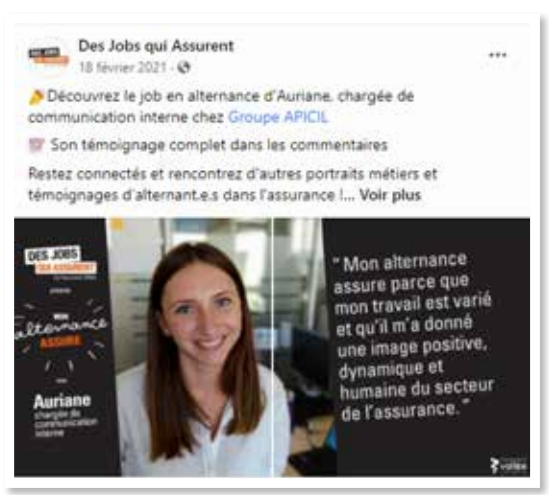 Des Jobs qui Assurent
18 février 2021
Découvrez le job en alternance d'Auriane, chargée de
communication interne chez Groupe APICIL
Son témoignage complet dans les commentaires
Restez connectés et rencontrez d'autres portraits métiers et
témoignages d'alternant.e.s dans l'assurance !... Voir plus
DES JOBS
QUI ASSURENT
MON
alternance
ASSURE
Auriane
chargée de
communication
interne
" Mon alternance
assure parce que
mon travail est varié
et qu'il m'a donné
une image positive,
dynamique et
humaine du secteur
de l'assurance. "